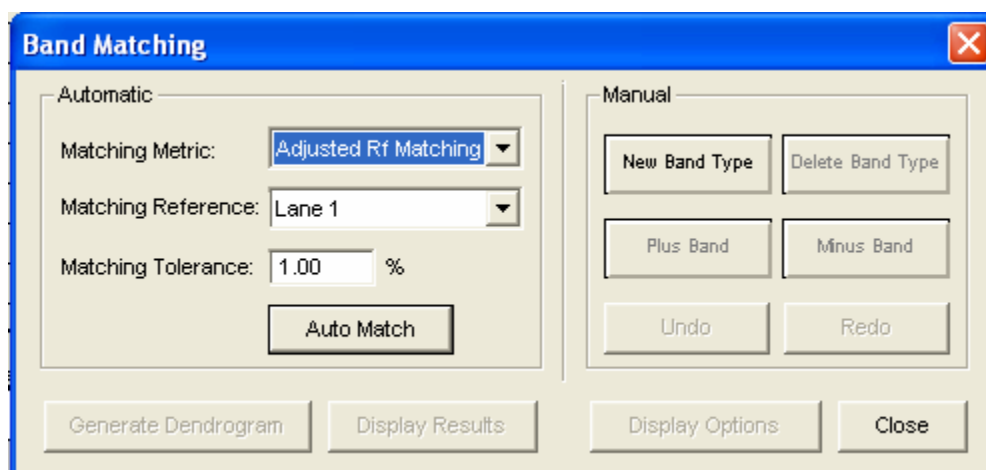 Band Matching
Automatic
Matching Metric: Adjusted Rf Matching
Matching Reference: Lane 1
Matching Tolerance: 1.00 %
Auto Match
Manual
New Band Type Delete Band Type
Plus Band Minus Band
Undo Redo
Generate Dendrogram Display Results Display Options Close